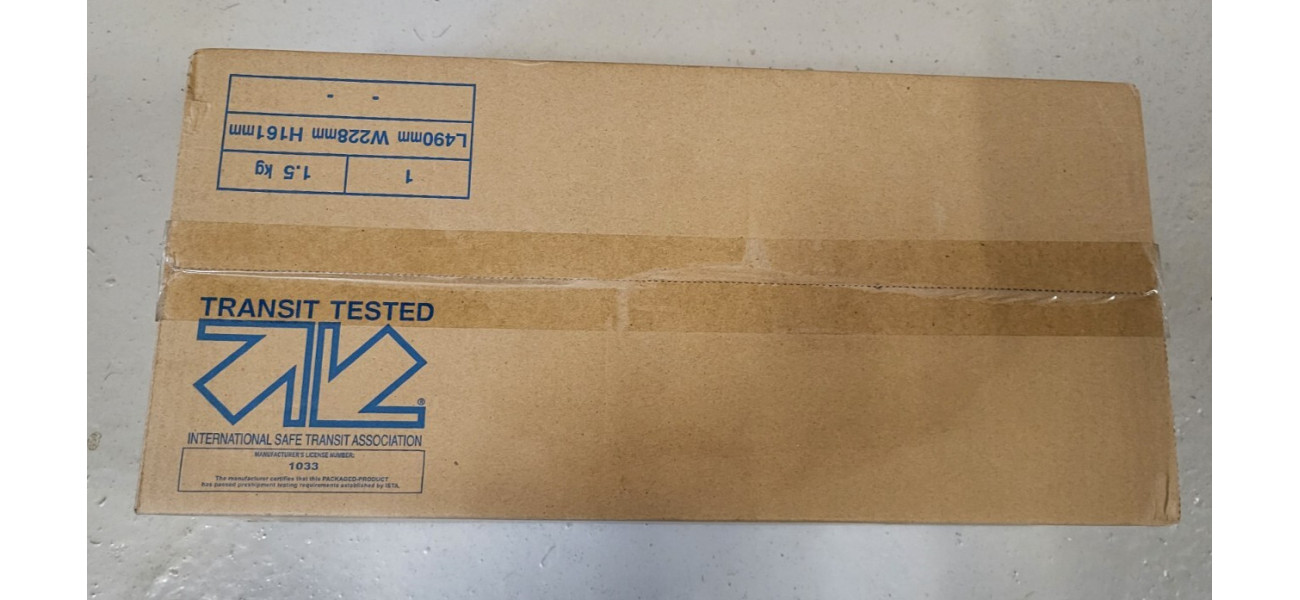 1 1.5 kg
L490mm W228mm H161mm
- -
TRANSIT TESTED
®
INTERNATIONAL SAFE TRANSIT ASSOCIATION
MANUFACTURER'S LICENSE NUMBER:
1033
The manufacturer certifies that this PACKAGED-PRODUCT
has passed preshipment testing requirements established by ISTA.